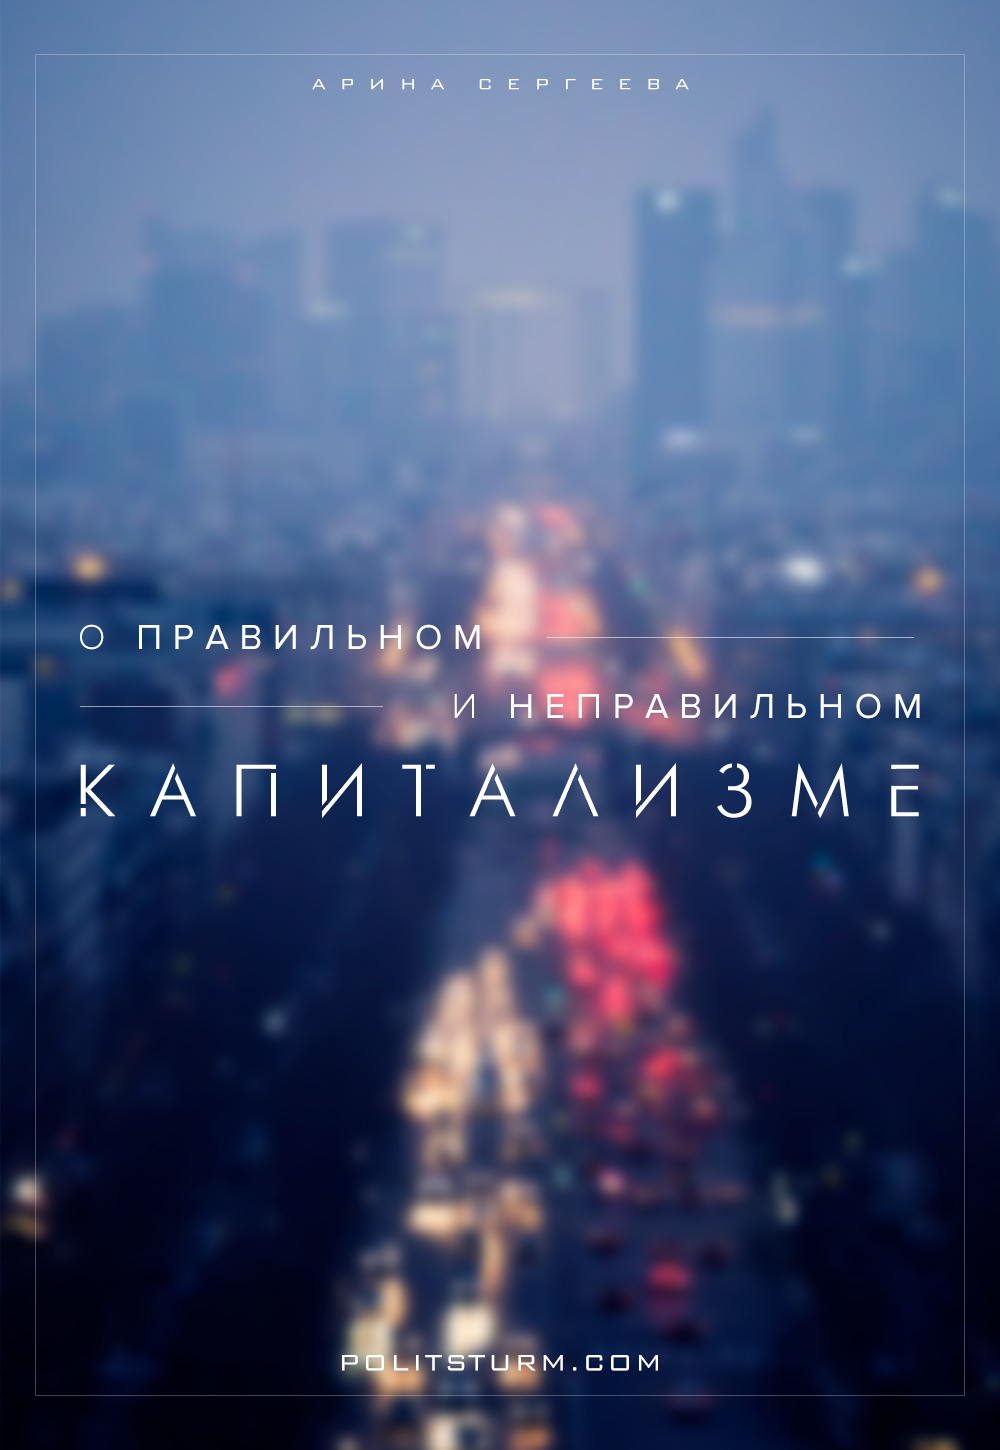 АРИНА СЕРГЕЕВА
О ПРАВИЛЬНОМ
И НЕПРАВИЛЬНОМ
КАПИТАЛИЗМЕ
POLITSTURM.COM